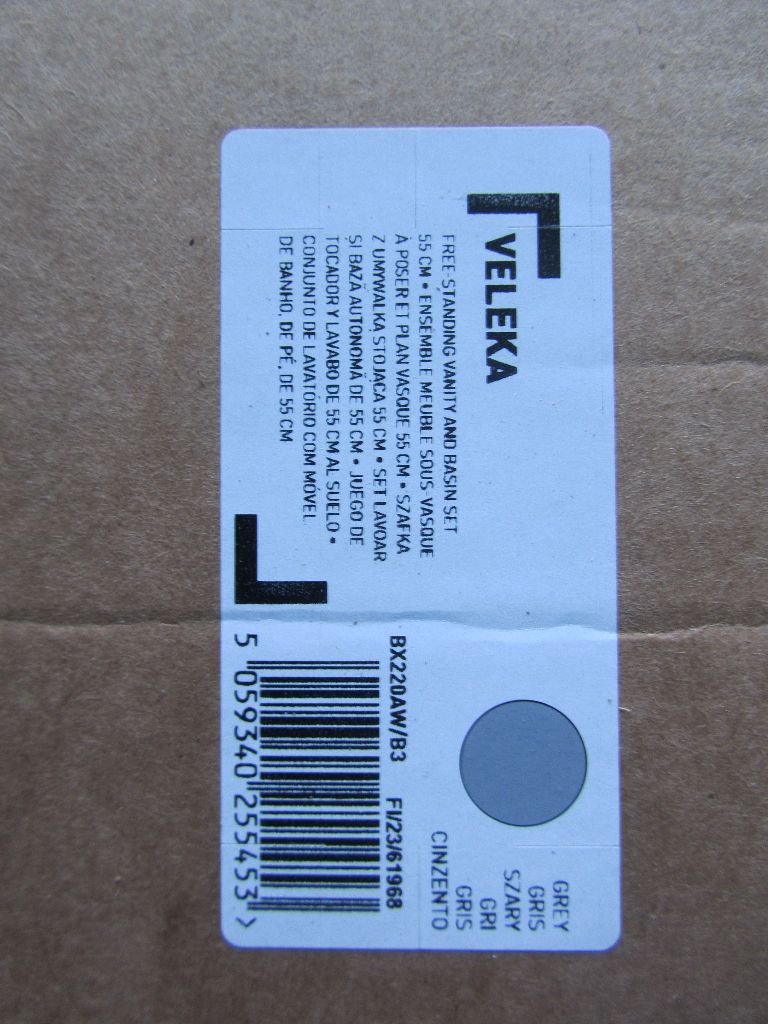 VELEKA
FREE-STANDING VANITY AND BASIN SET
55 CM • ENSEMBLE MEUBLE SOUS-VASQUE
À POSER ET PLAN VASQUE 55 CM • SZAFKA
Z UMYWALKĄ STOJĄCA 55 CM • SET LAVOAR
ȘI BAZĂ AUTONOMĂ DE 55 CM • JUEGO DE
TOCADOR Y LAVABO DE 55 CM AL SUELO •
CONJUNTO DE LAVATÓRIO COM MÓVEL
DE BANHO, DE PÉ, DE 55 CM
GREY
GRIS
SZARY
GRI
GRIS
CINZENTO
BX220AW/B3 FI/23/61968
5 059340 255453 >